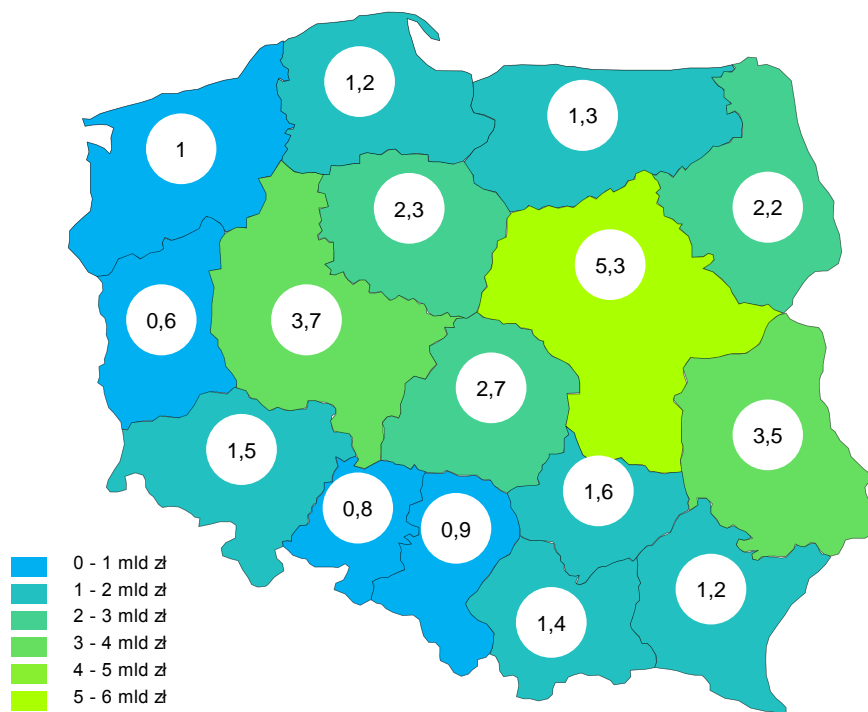 1,2
1,3
1
2,2
2,3
5,3
0,6
3,7
2,7
3,5
1,5
1,6
0,8
0,9
1,2
1,4
0 - 1 mld zł
1 - 2 mld zł
2 - 3 mld zł
3 - 4 mld zł
4 - 5 mld zł
5 - 6 mld zł